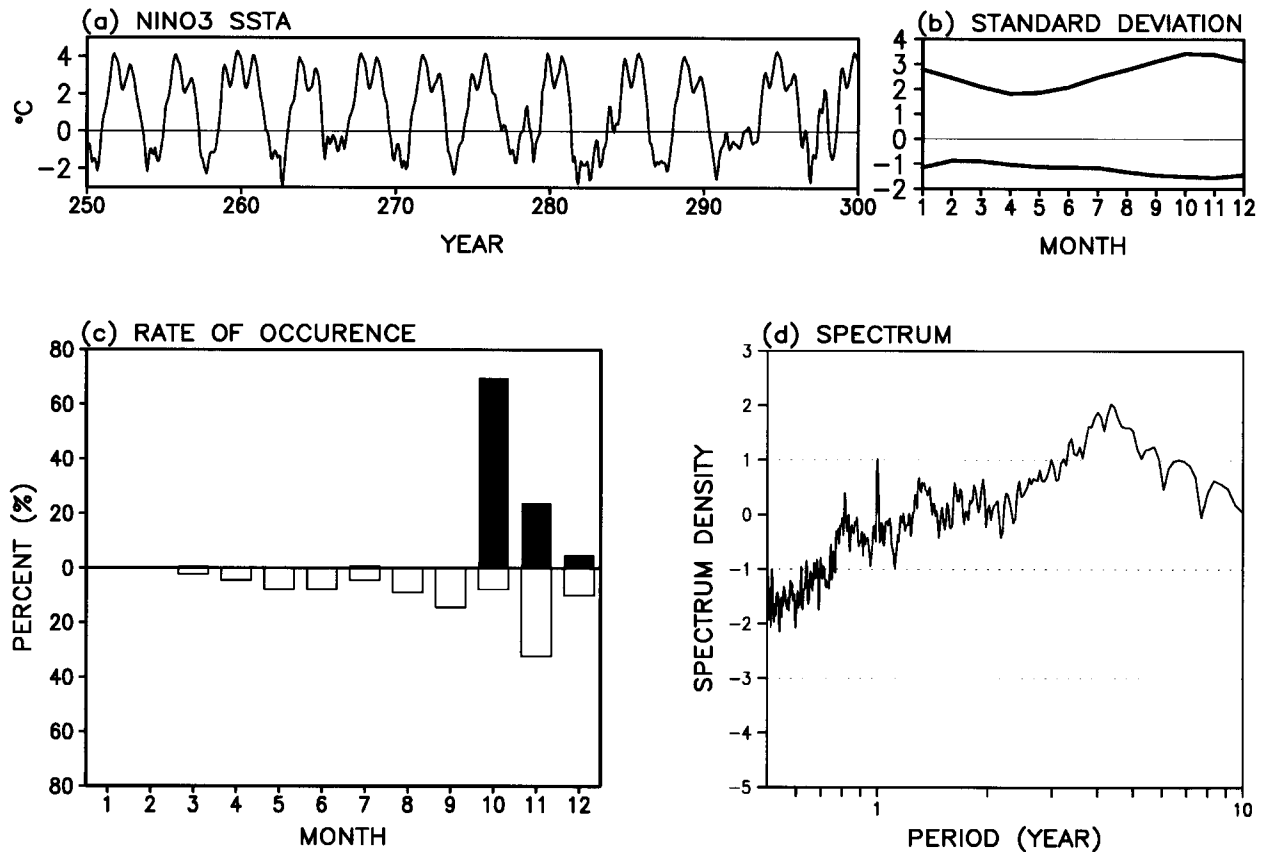 (a) NINO3 SSTA
°C
4
2
0
−2
250 260 270 280 290 300
YEAR
(b) STANDARD DEVIATION
4
3
2
1
0
−1
−2
1 2 3 4 5 6 7 8 9 10 11 12
MONTH
(c) RATE OF OCCURENCE
PERCENT (%)
80
60
40
20
0
20
40
60
80
1 2 3 4 5 6 7 8 9 10 11 12
MONTH
(d) SPECTRUM
SPECTRUM DENSITY
3
2
1
0
−1
−2
−3
−4
−5
1 10
PERIOD (YEAR)